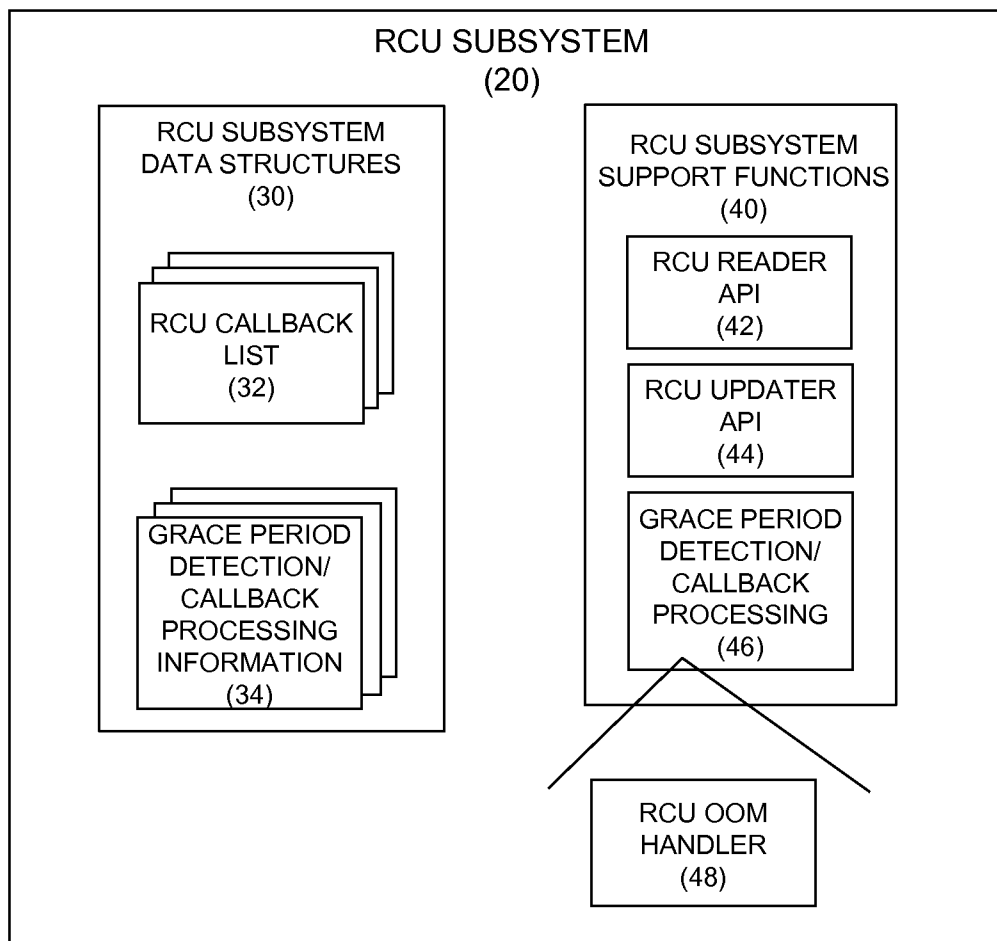 RCU SUBSYSTEM
(20)
RCU SUBSYSTEM
DATA STRUCTURES
(30)
RCU CALLBACK
LIST
(32)
GRACE PERIOD
DETECTION/
CALLBACK
PROCESSING
INFORMATION
(34)
RCU SUBSYSTEM
SUPPORT FUNCTIONS
(40)
RCU READER
API
(42)
RCU UPDATER
API
(44)
GRACE PERIOD
DETECTION/
CALLBACK
PROCESSING
(46)
RCU OOM
HANDLER
(48)